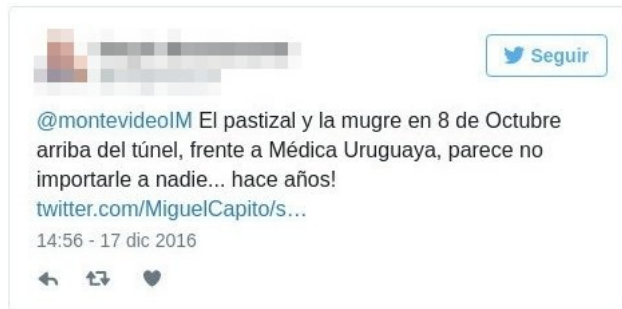 Seguir
@montevideoIM El pastizal y la mugre en 8 de Octubre
arriba del túnel, frente a Médica Uruguaya, parece no
importarle a nadie... hace años!
twitter.com/MiguelCapito/s...
14:56 - 17 dic 2016